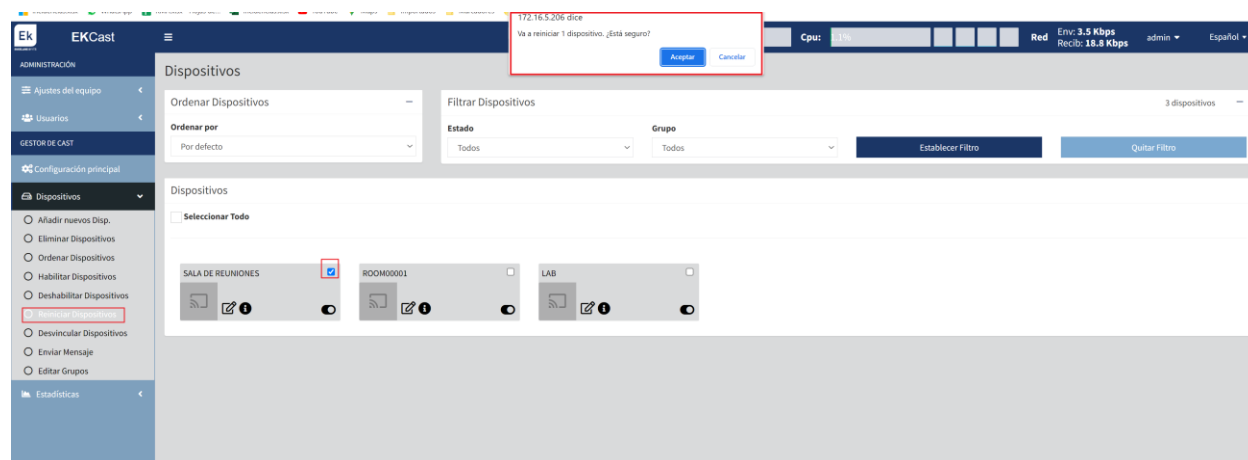 172.16.5.206 dice
Va a reiniciar 1 dispositivo. ¿Está seguro?
Aceptar
Cancelar
Ek
EKCast
Cpu:
1.1%
Red
Env: 3.5 Kbps
Recib: 18.8 Kbps
admin
Español
ADMINISTRACIÓN
Ajustes del equipo
Usuarios
GESTOR DE CAST
Configuración principal
Dispositivos
Añadir nuevos Disp.
Eliminar Dispositivos
Ordenar Dispositivos
Habilitar Dispositivos
Deshabilitar Dispositivos
Reiniciar Dispositivos
Desvincular Dispositivos
Enviar Mensaje
Editar Grupos
Estadísticas
Dispositivos
Ordenar Dispositivos
Ordenar por
Por defecto
Filtrar Dispositivos
3 dispositivos
Estado
Grupo
Todos
Todos
Establecer Filtro
Quitar Filtro
Dispositivos
Seleccionar Todo
SALA DE REUNIONES
ROOM00001
LAB